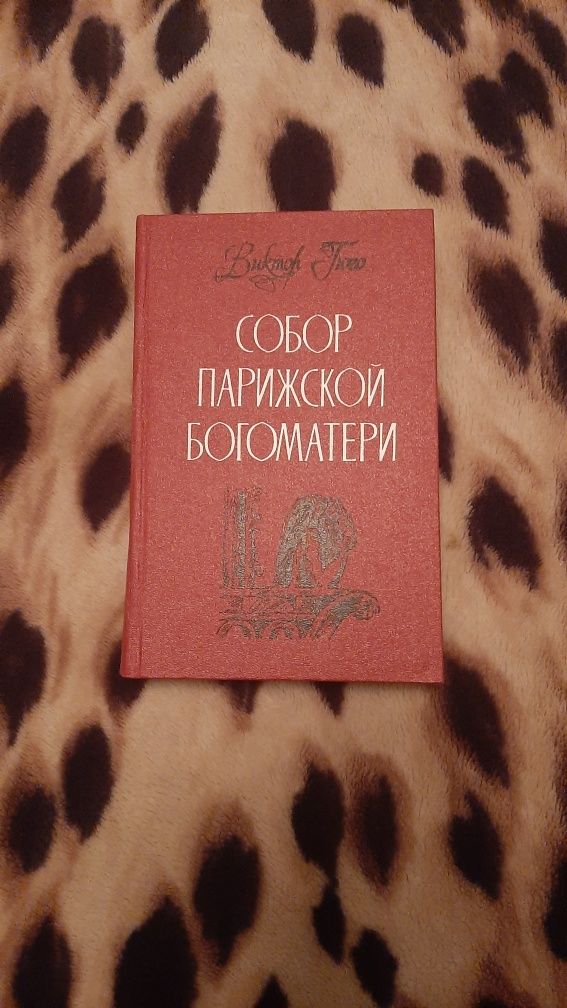 Виктор Гюго
СОБОР
ПАРИЖСКОЙ
БОГОМАТЕРИ